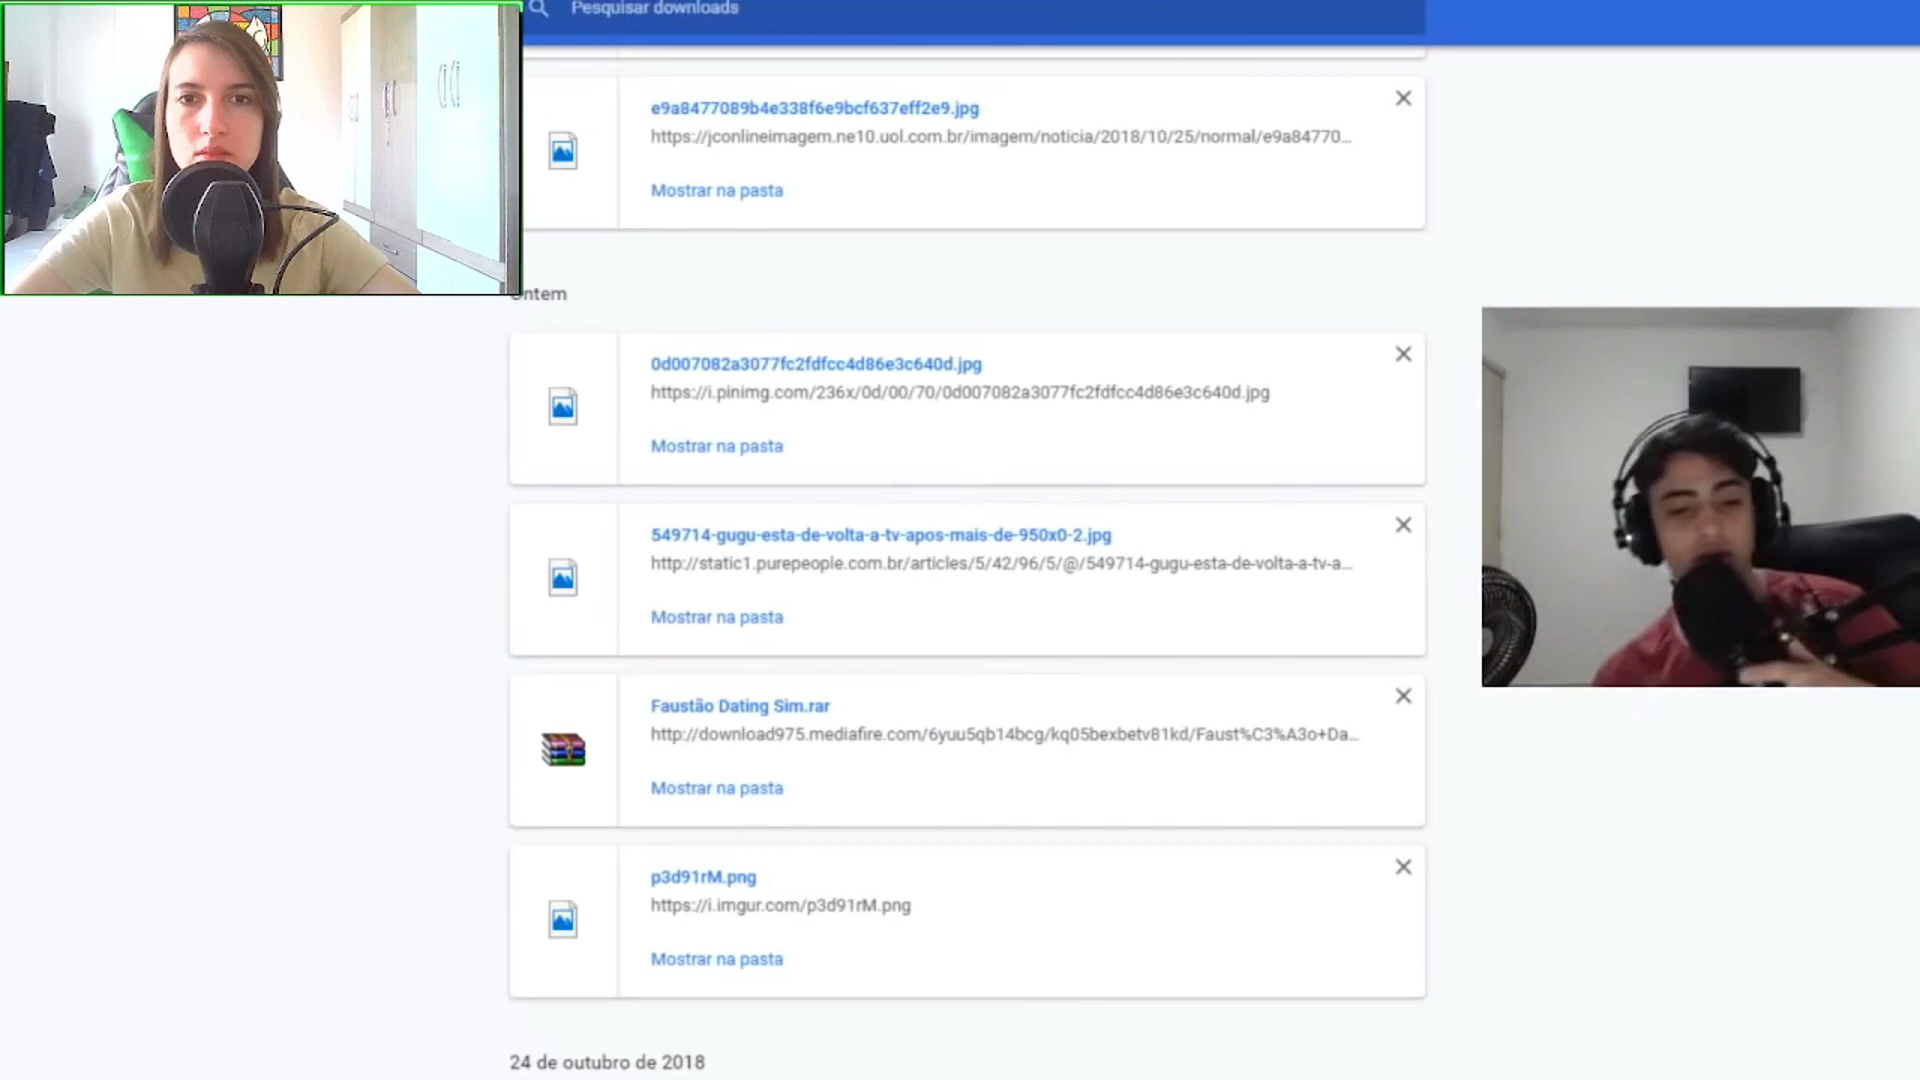 Pesquisar downloads
e9a8477089b4e338f6e9bcf637eff2e9.jpg
https://jconlineimagem.ne10.uol.com.br/imagem/noticia/2018/10/25/normal/e9a84770...
Mostrar na pasta
Ontem
0d007082a3077fc2fdfcc4d86e3c640d.jpg
https://i.pinimg.com/236x/0d/00/70/0d007082a3077fc2fdfcc4d86e3c640d.jpg
Mostrar na pasta
549714-gugu-esta-de-volta-a-tv-apos-mais-de-950x0-2.jpg
http://static1.purepeople.com.br/articles/5/42/96/5/@/549714-gugu-esta-de-volta-a-tv-a...
Mostrar na pasta
Faustão Dating Sim.rar
http://download975.mediafire.com/6yuu5qb14bcg/kq05bexbetv81kd/Faust%C3%A3o+Da...
Mostrar na pasta
p3d91rM.png
https://i.imgur.com/p3d91rM.png
Mostrar na pasta
24 de outubro de 2018